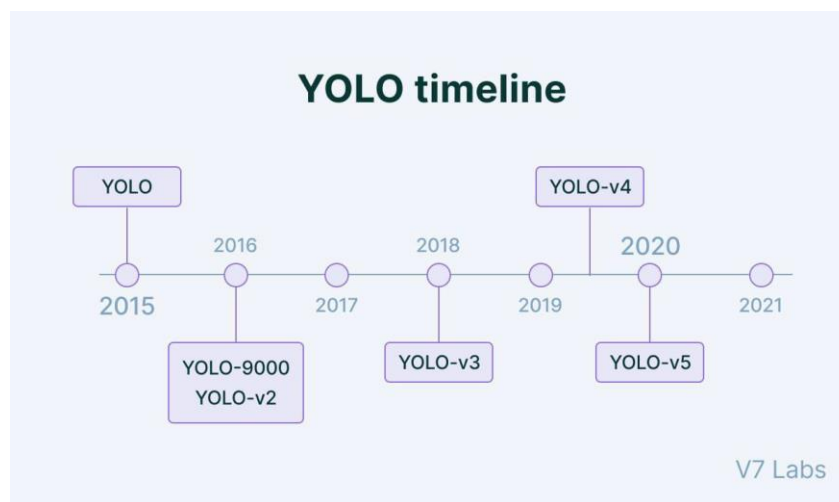 YOLO timeline
YOLO
YOLO-v4
2016
2018
2020
2015
2017
2019
2021
YOLO-9000
YOLO-v2
YOLO-v3
YOLO-v5
V7 Labs